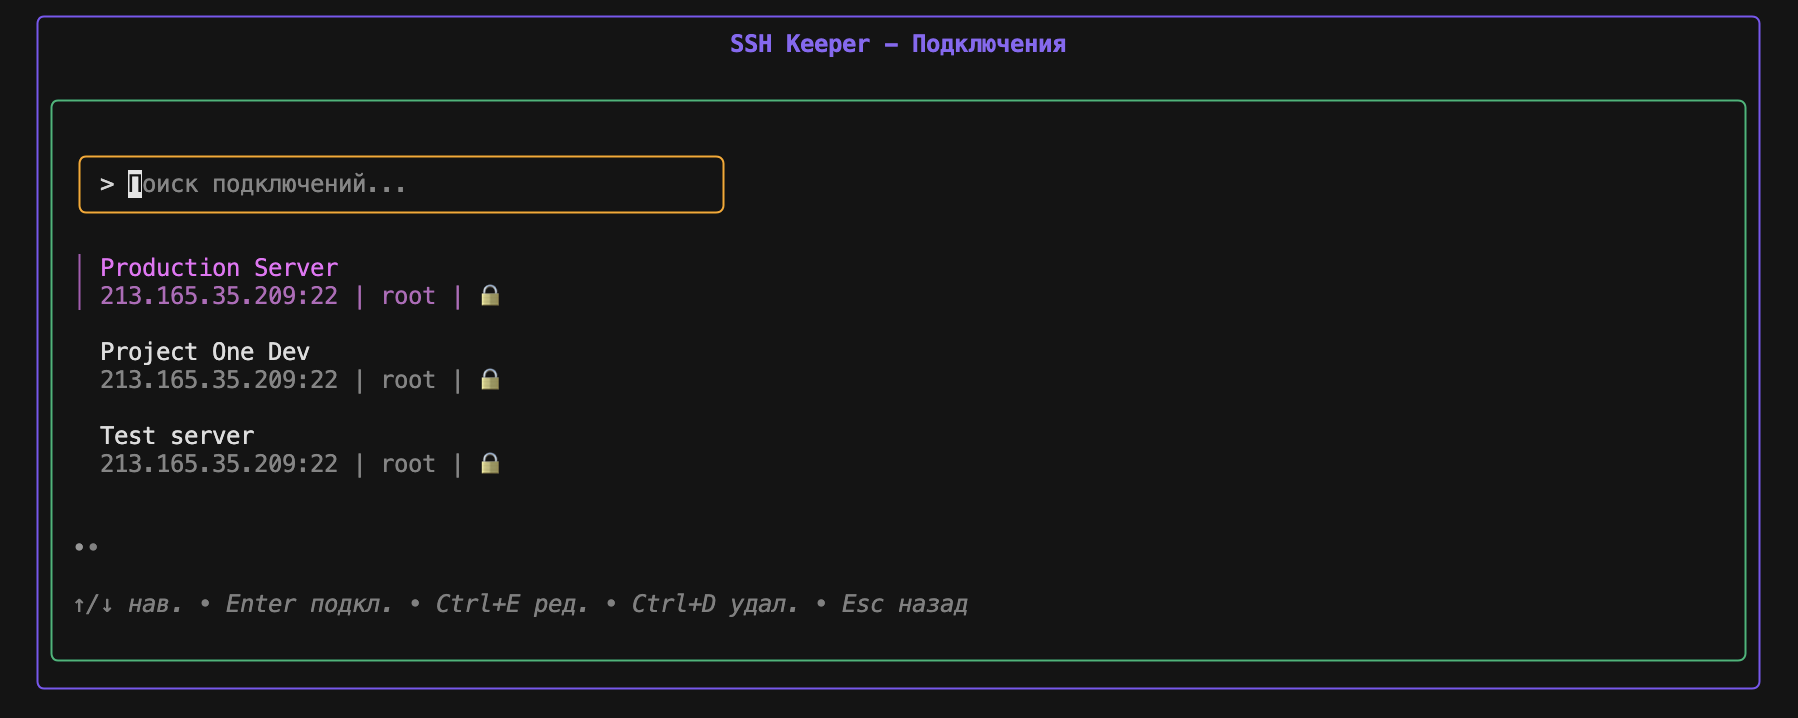 SSH Keeper – Подключения
> Поиск подключений...
Production Server
213.165.35.209:22 | root | 🔒
Project One Dev
213.165.35.209:22 | root | 🔒
Test server
213.165.35.209:22 | root | 🔒
••
↑/↓ нав. • Enter подкл. • Ctrl+E ред. • Ctrl+D удал. • Esc назад